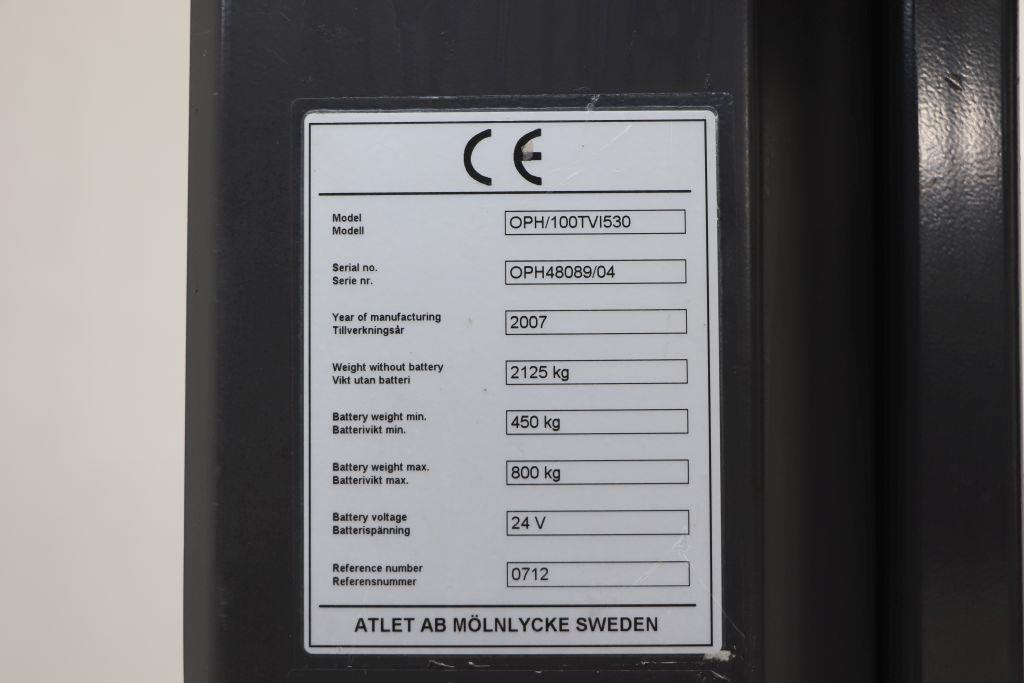 CE
Model
Modell
OPH/100TVI530
Serial no.
Serie nr.
OPH48089/04
Year of manufacturing
Tillverkningsår
2007
Weight without battery
Vikt utan batteri
2125 kg
Battery weight min.
Batterivikt min.
450 kg
Battery weight max.
Batterivikt max.
800 kg
Battery voltage
Batterispänning
24 V
Reference number
Referensnummer
0712
ATLET AB MÖLNLYCKE SWEDEN